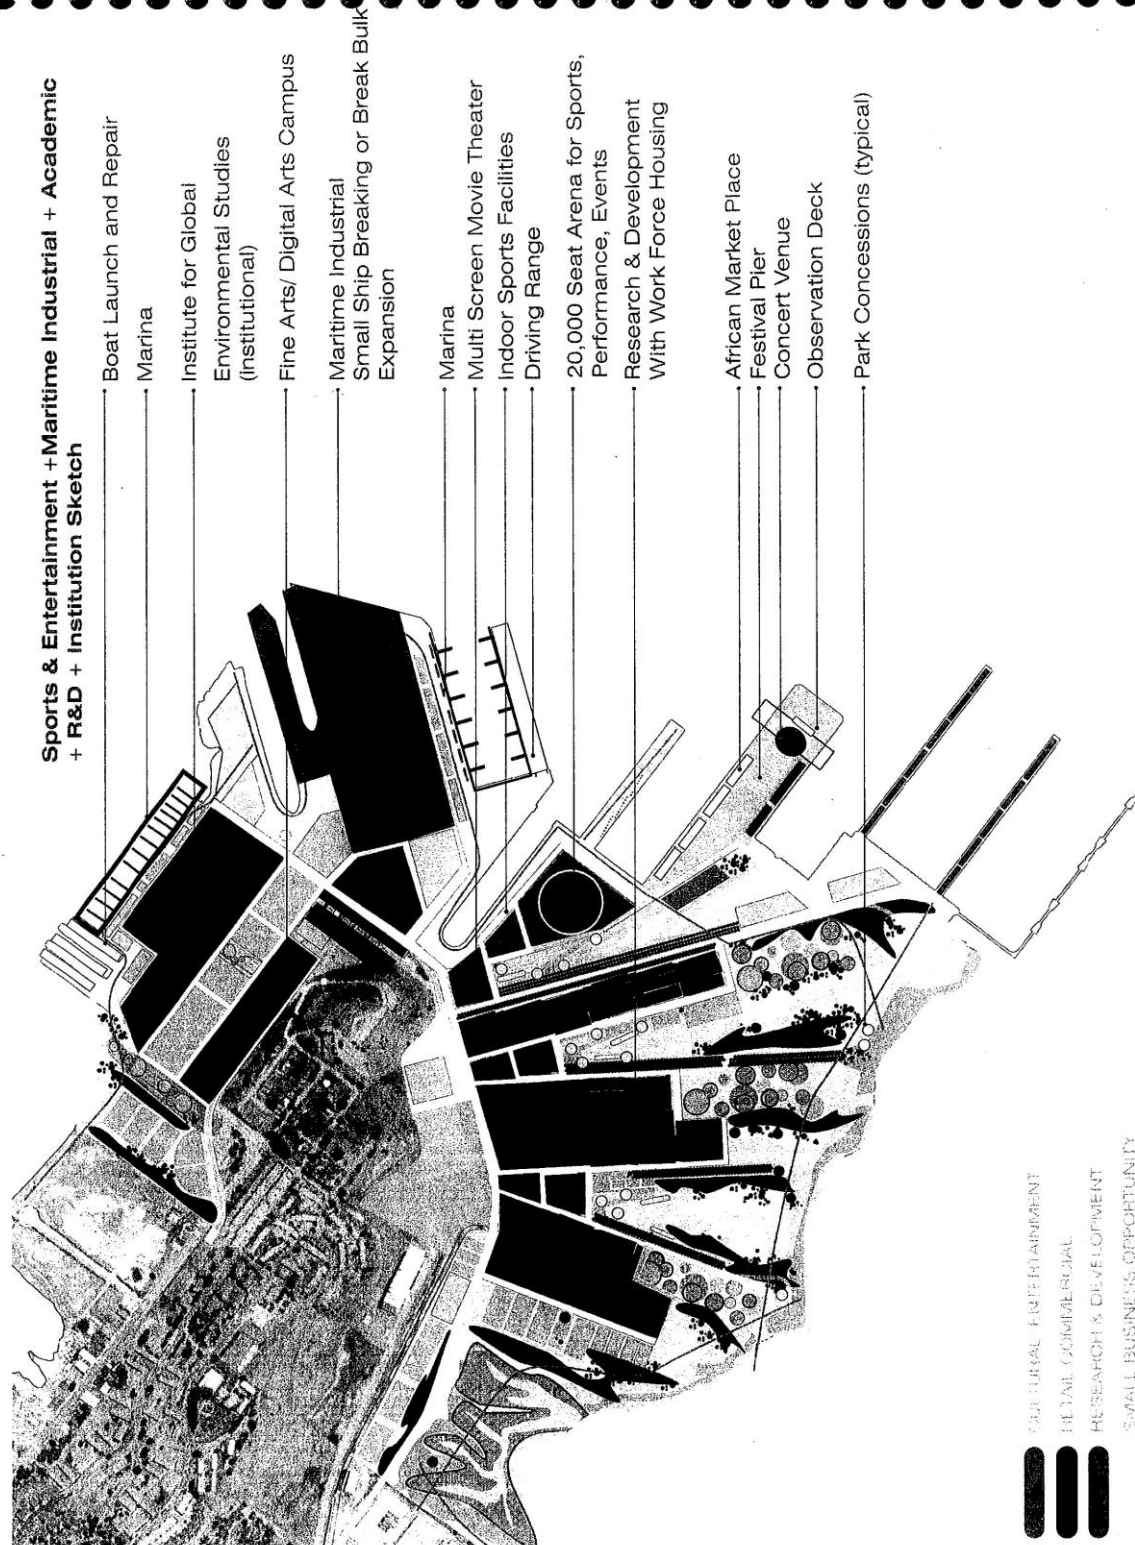 Sports & Entertainment +Maritime Industrial + Academic
+ R&D + Institution Sketch
Boat Launch and Repair
Marina
Institute for Global
Environmental Studies
(institutional)
Fine Arts/ Digital Arts Campus
Maritime Industrial
Small Ship Breaking or Break Bulk
Expansion
Marina
Multi Screen Movie Theater
Indoor Sports Facilities
Driving Range
20,000 Seat Arena for Sports,
Performance, Events
Research & Development
With Work Force Housing
African Market Place
Festival Pier
Concert Venue
Observation Deck
Park Concessions (typical)
CULTURAL ENTERTAINMENT
RETAIL COMMERCIAL
RESEARCH & DEVELOPMENT
SMALL BUSINESS OPPORTUNITY